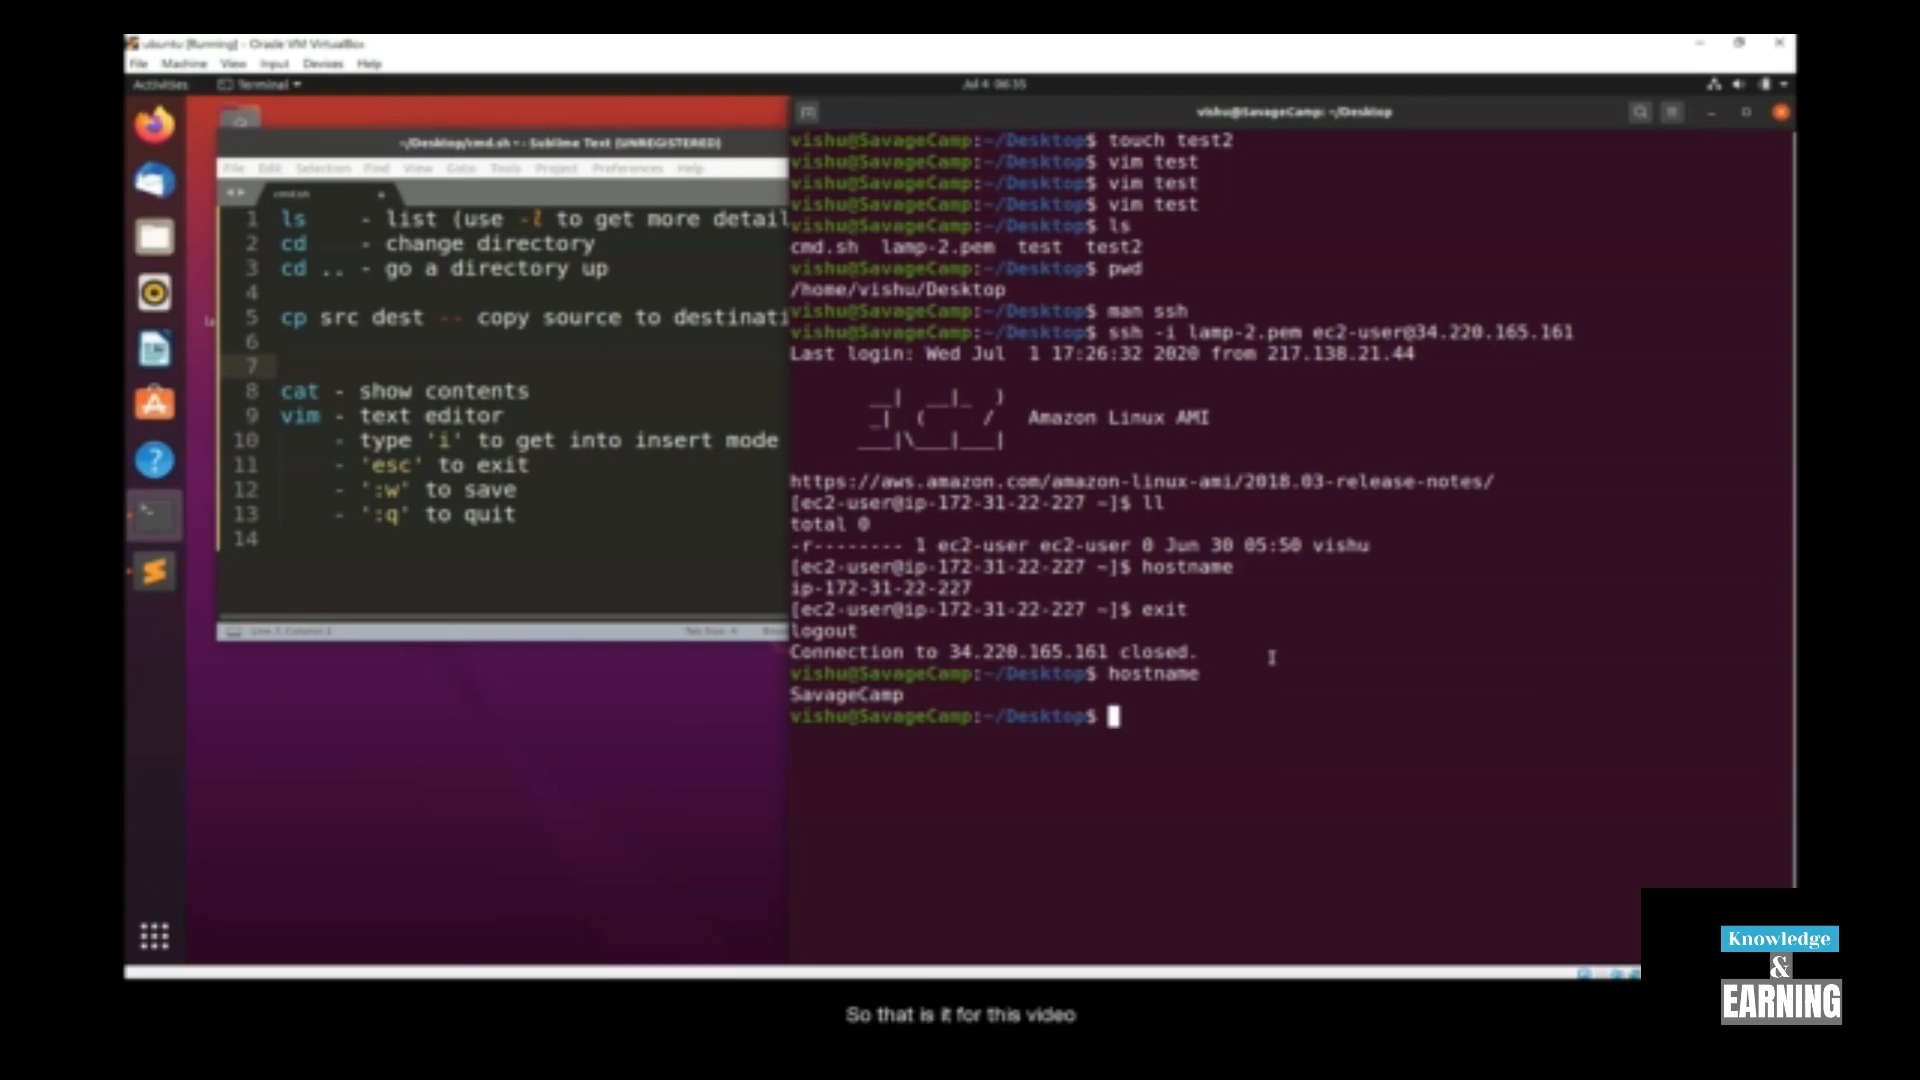 ubuntu [Running] - Oracle VM VirtualBox
File Machine View Input Devices Help
Activities Terminal Jul 4 06:35
~/Desktop/cmd.sh - Sublime Text (UNREGISTERED)
File Edit Selection Find View Goto Tools Project Preferences Help
cmd.sh
1 ls - list (use -l to get more detail
2 cd - change directory
3 cd .. - go a directory up
4
5 cp src dest -- copy source to destinati
6
7
8 cat - show contents
9 vim - text editor
10 - type 'i' to get into insert mode
11 - 'esc' to exit
12 - ':w' to save
13 - ':q' to quit
14
Line 7, Column 1 Tab Size: 4
vishu@SavageCamp: ~/Desktop
vishu@SavageCamp:~/Desktop$ touch test2
vishu@SavageCamp:~/Desktop$ vim test
vishu@SavageCamp:~/Desktop$ vim test
vishu@SavageCamp:~/Desktop$ vim test
vishu@SavageCamp:~/Desktop$ ls
cmd.sh lamp-2.pem test test2
vishu@SavageCamp:~/Desktop$ pwd
/home/vishu/Desktop
vishu@SavageCamp:~/Desktop$ man ssh
vishu@SavageCamp:~/Desktop$ ssh -i lamp-2.pem ec2-user@34.220.165.161
Last login: Wed Jul 1 17:26:32 2020 from 217.138.21.44
__| __|_ )
_| ( / Amazon Linux AMI
___|\___|___|
https://aws.amazon.com/amazon-linux-ami/2018.03-release-notes/
[ec2-user@ip-172-31-22-227 ~]$ ll
total 0
-r-------- 1 ec2-user ec2-user 0 Jun 30 05:50 vishu
[ec2-user@ip-172-31-22-227 ~]$ hostname
ip-172-31-22-227
[ec2-user@ip-172-31-22-227 ~]$ exit
logout
Connection to 34.220.165.161 closed.
vishu@SavageCamp:~/Desktop$ hostname
SavageCamp
vishu@SavageCamp:~/Desktop$
Knowledge
&
EARNING
So that is it for this video